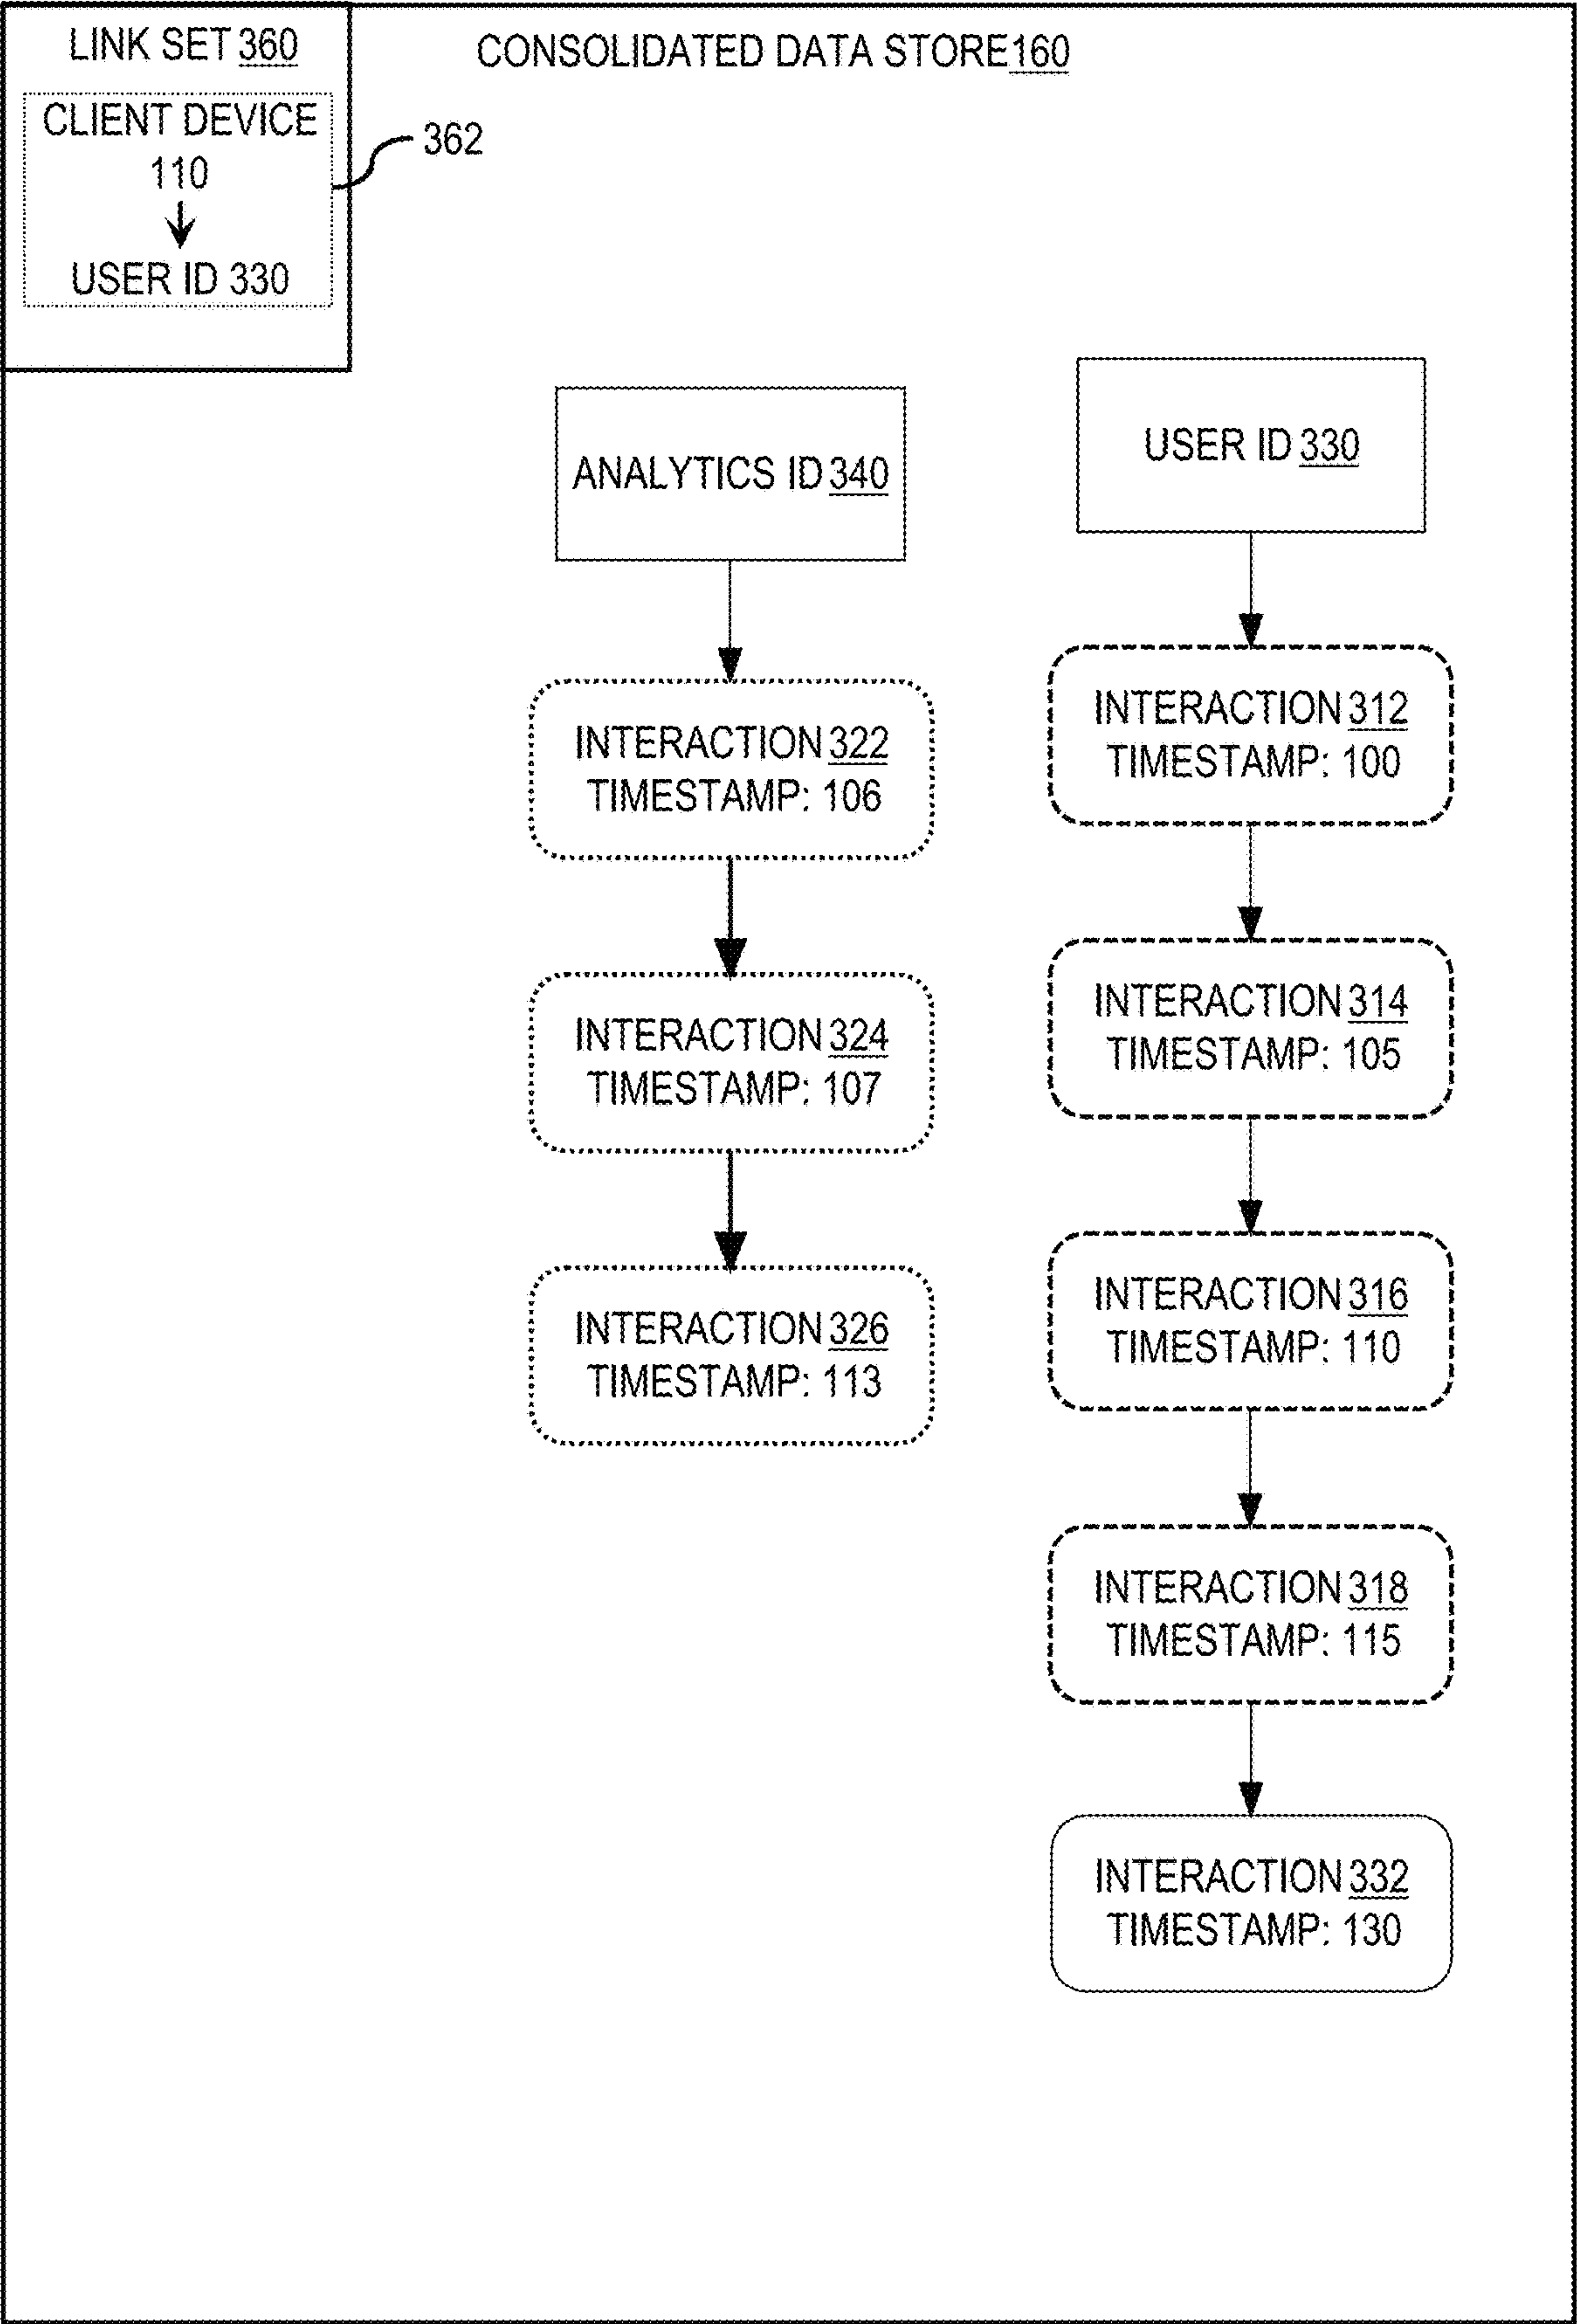 LINK SET 360
CONSOLIDATED DATA STORE 160
CLIENT DEVICE
110
362
USER ID 330
ANALYTICS ID 340
INTERACTION 322
TIMESTAMP: 106
INTERACTION 324
TIMESTAMP: 107
INTERACTION 326
TIMESTAMP: 113
USER ID 330
INTERACTION 312
TIMESTAMP: 100
INTERACTION 314
TIMESTAMP: 105
INTERACTION 316
TIMESTAMP: 110
INTERACTION 318
TIMESTAMP: 115
INTERACTION 332
TIMESTAMP: 130